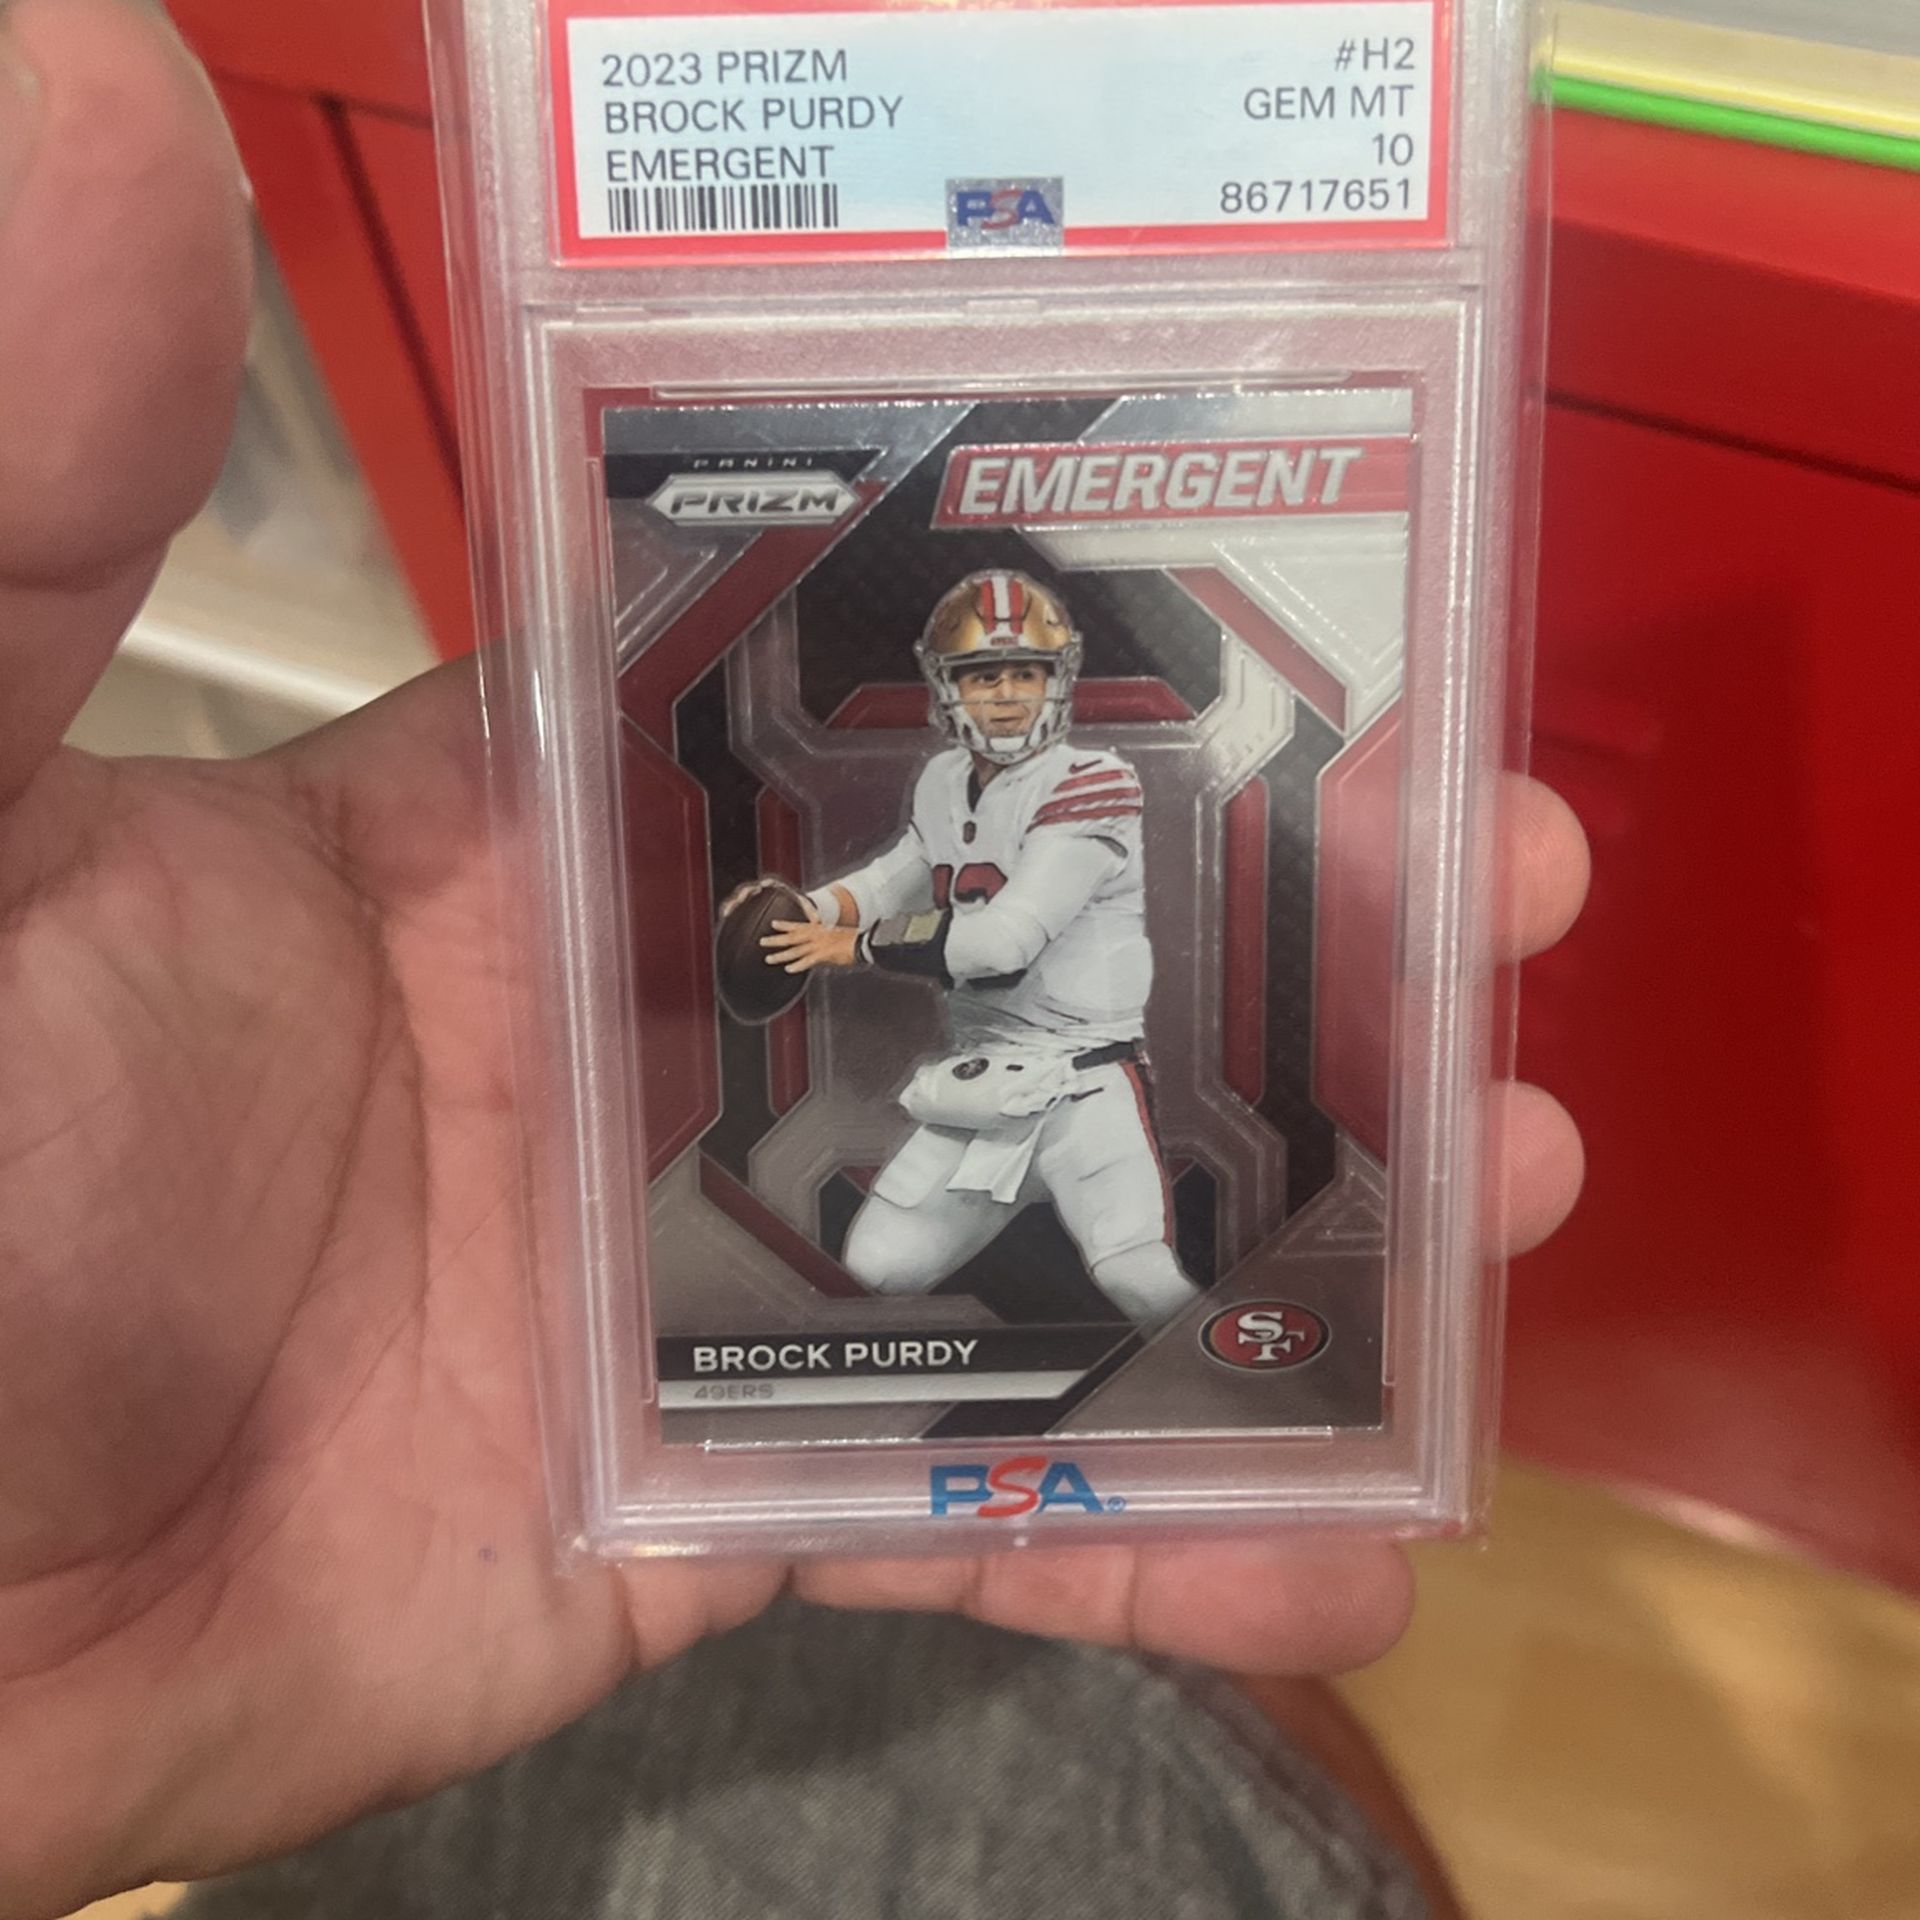 2023 PRIZM
BROCK PURDY
EMERGENT
#H2
GEM MT
10
86717651
PSA
PANINI
PRIZM
EMERGENT
BROCK PURDY
49ERS
SF
PSA®